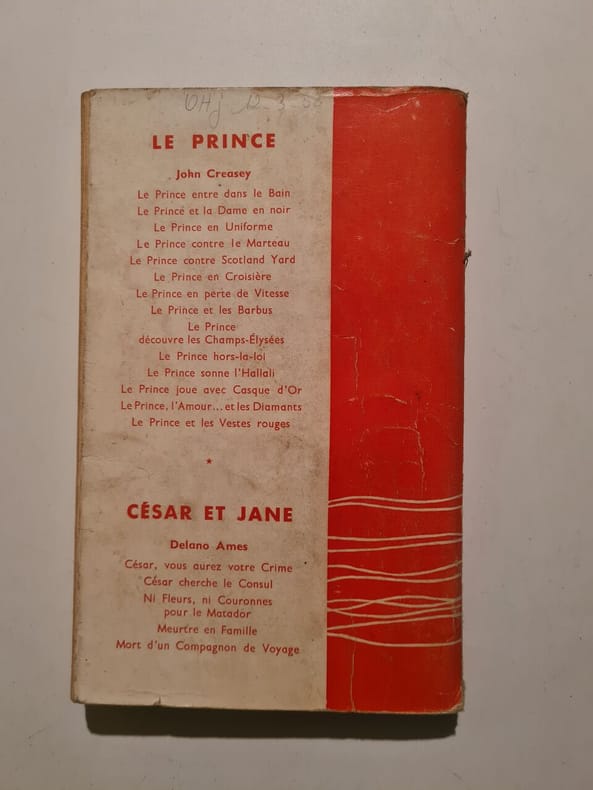 LE PRINCE
John Creasey
Le Prince entre dans le Bain
Le Prince et la Dame en noir
Le Prince en Uniforme
Le Prince contre le Marteau
Le Prince contre Scotland Yard
Le Prince en Croisière
Le Prince en perte de Vitesse
Le Prince et les Barbus
Le Prince
découvre les Champs-Élysées
Le Prince hors-la-loi
Le Prince sonne l'Hallali
Le Prince joue avec Casque d'Or
Le Prince, l'Amour... et les Diamants
Le Prince et les Vestes rouges
*
CÉSAR ET JANE
Delano Ames
César, vous aurez votre Crime
César cherche le Consul
Ni Fleurs, ni Couronnes
pour le Matador
Meurtre en Famille
Mort d'un Compagnon de Voyage